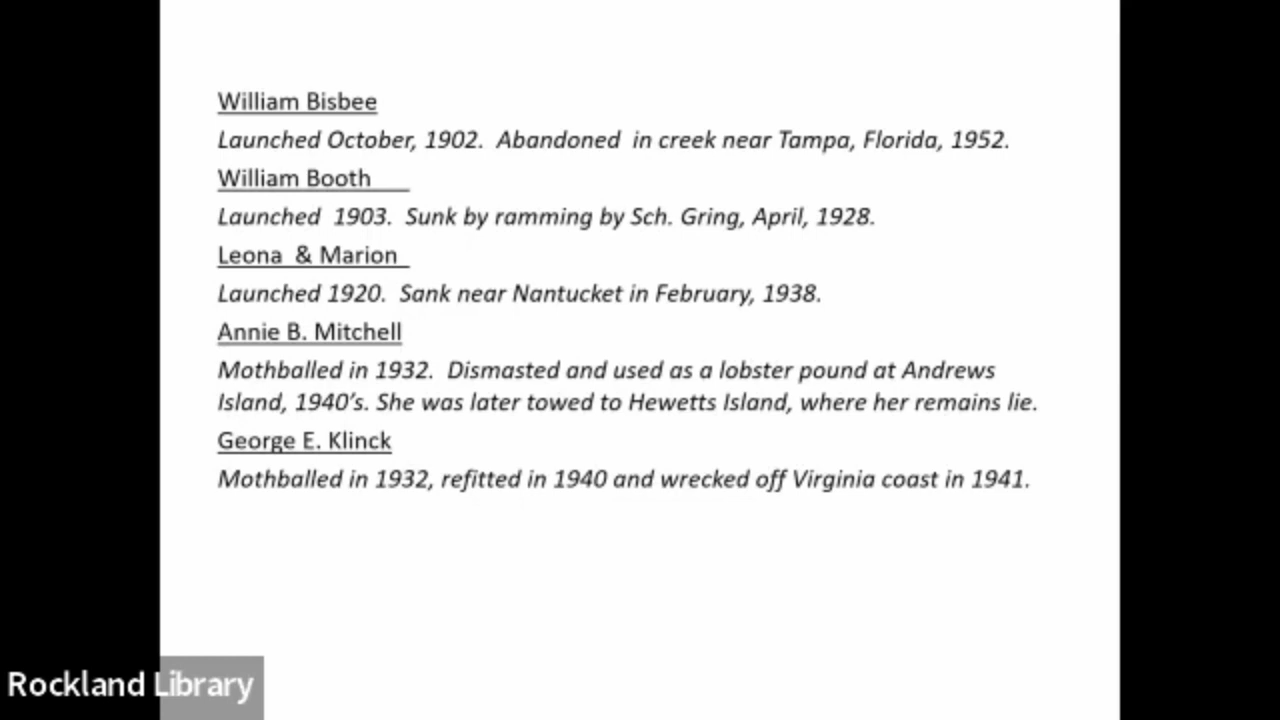 William Bisbee
Launched October, 1902. Abandoned in creek near Tampa, Florida, 1952.
William Booth
Launched 1903. Sunk by ramming by Sch. Gring, April, 1928.
Leona & Marion
Launched 1920. Sank near Nantucket in February, 1938.
Annie B. Mitchell
Mothballed in 1932. Dismasted and used as a lobster pound at Andrews
Island, 1940’s. She was later towed to Hewetts Island, where her remains lie.
George E. Klinck
Mothballed in 1932, refitted in 1940 and wrecked off Virginia coast in 1941.
Rockland Library